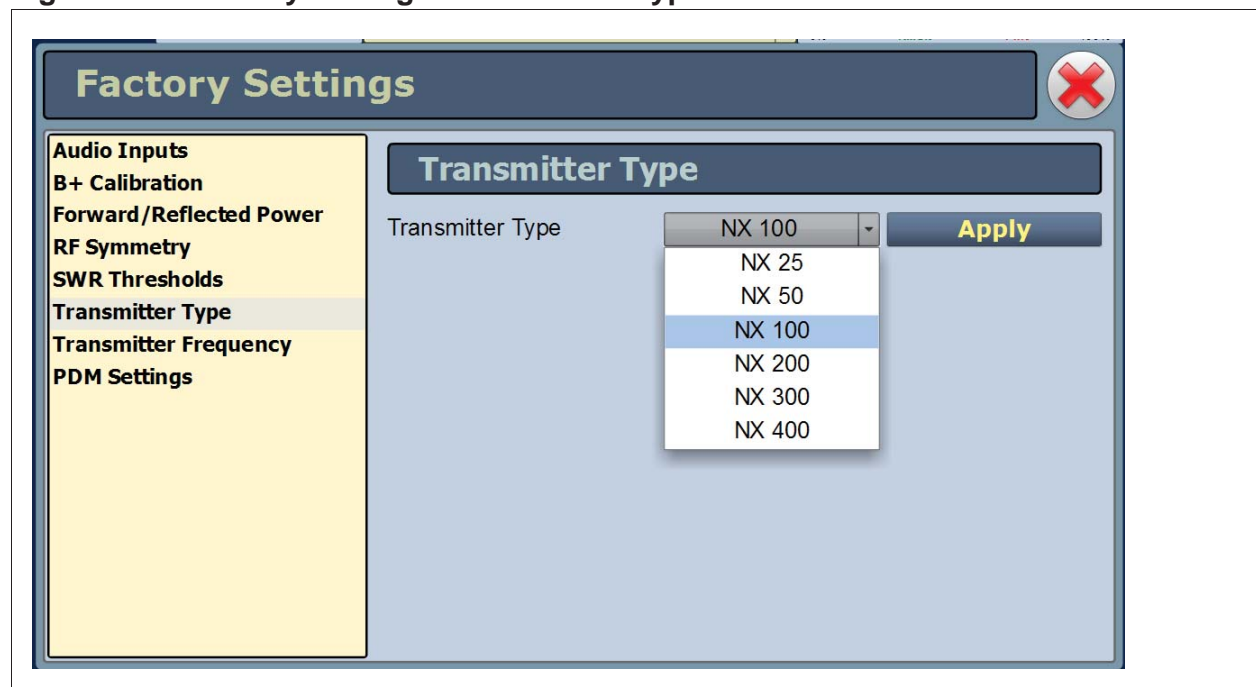 Factory Settings
Audio Inputs
B+ Calibration
Forward/Reflected Power
RF Symmetry
SWR Thresholds
Transmitter Type
Transmitter Frequency
PDM Settings
Transmitter Type
Transmitter Type NX 100 Apply
NX 25
NX 50
NX 100
NX 200
NX 300
NX 400